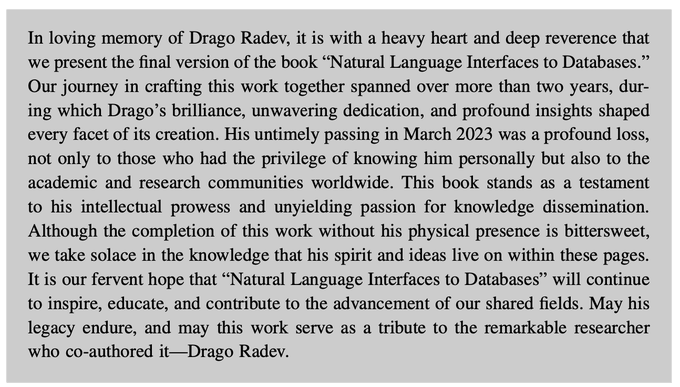 In loving memory of Drago Radev, it is with a heavy heart and deep reverence that
we present the final version of the book “Natural Language Interfaces to Databases.”
Our journey in crafting this work together spanned over more than two years, dur-
ing which Drago’s brilliance, unwavering dedication, and profound insights shaped
every facet of its creation. His untimely passing in March 2023 was a profound loss,
not only to those who had the privilege of knowing him personally but also to the
academic and research communities worldwide. This book stands as a testament
to his intellectual prowess and unyielding passion for knowledge dissemination.
Although the completion of this work without his physical presence is bittersweet,
we take solace in the knowledge that his spirit and ideas live on within these pages.
It is our fervent hope that “Natural Language Interfaces to Databases” will continue
to inspire, educate, and contribute to the advancement of our shared fields. May his
legacy endure, and may this work serve as a tribute to the remarkable researcher
who co-authored it—Drago Radev.